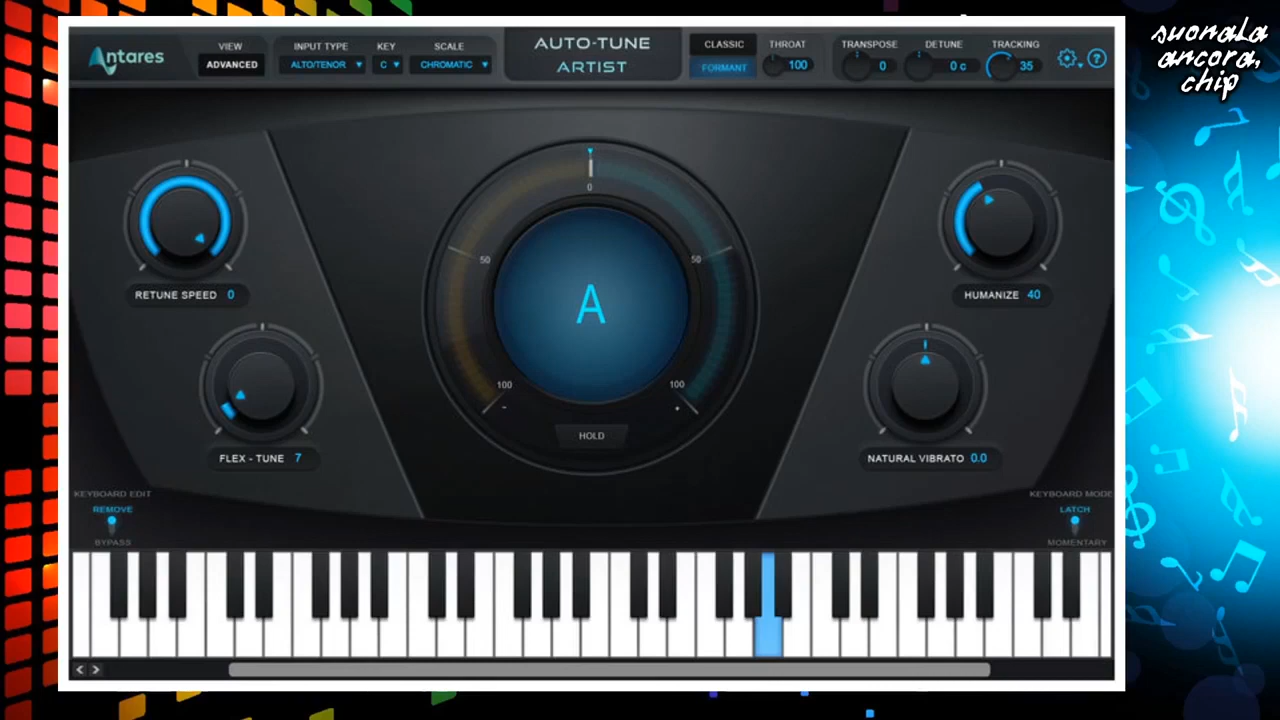 suonala
ancora,
chip
Antares
VIEW
ADVANCED
INPUT TYPE KEY SCALE
ALTO/TENOR C CHROMATIC
AUTO-TUNE
ARTIST
CLASSIC
FORMANT
THROAT
100
TRANSPOSE DETUNE TRACKING
0 0 c 35
?
0
50 50
100 100
- +
A
HOLD
RETUNE SPEED 0
HUMANIZE 40
FLEX - TUNE 7
NATURAL VIBRATO 0.0
KEYBOARD EDIT
REMOVE
BYPASS
KEYBOARD MODE
LATCH
MOMENTARY